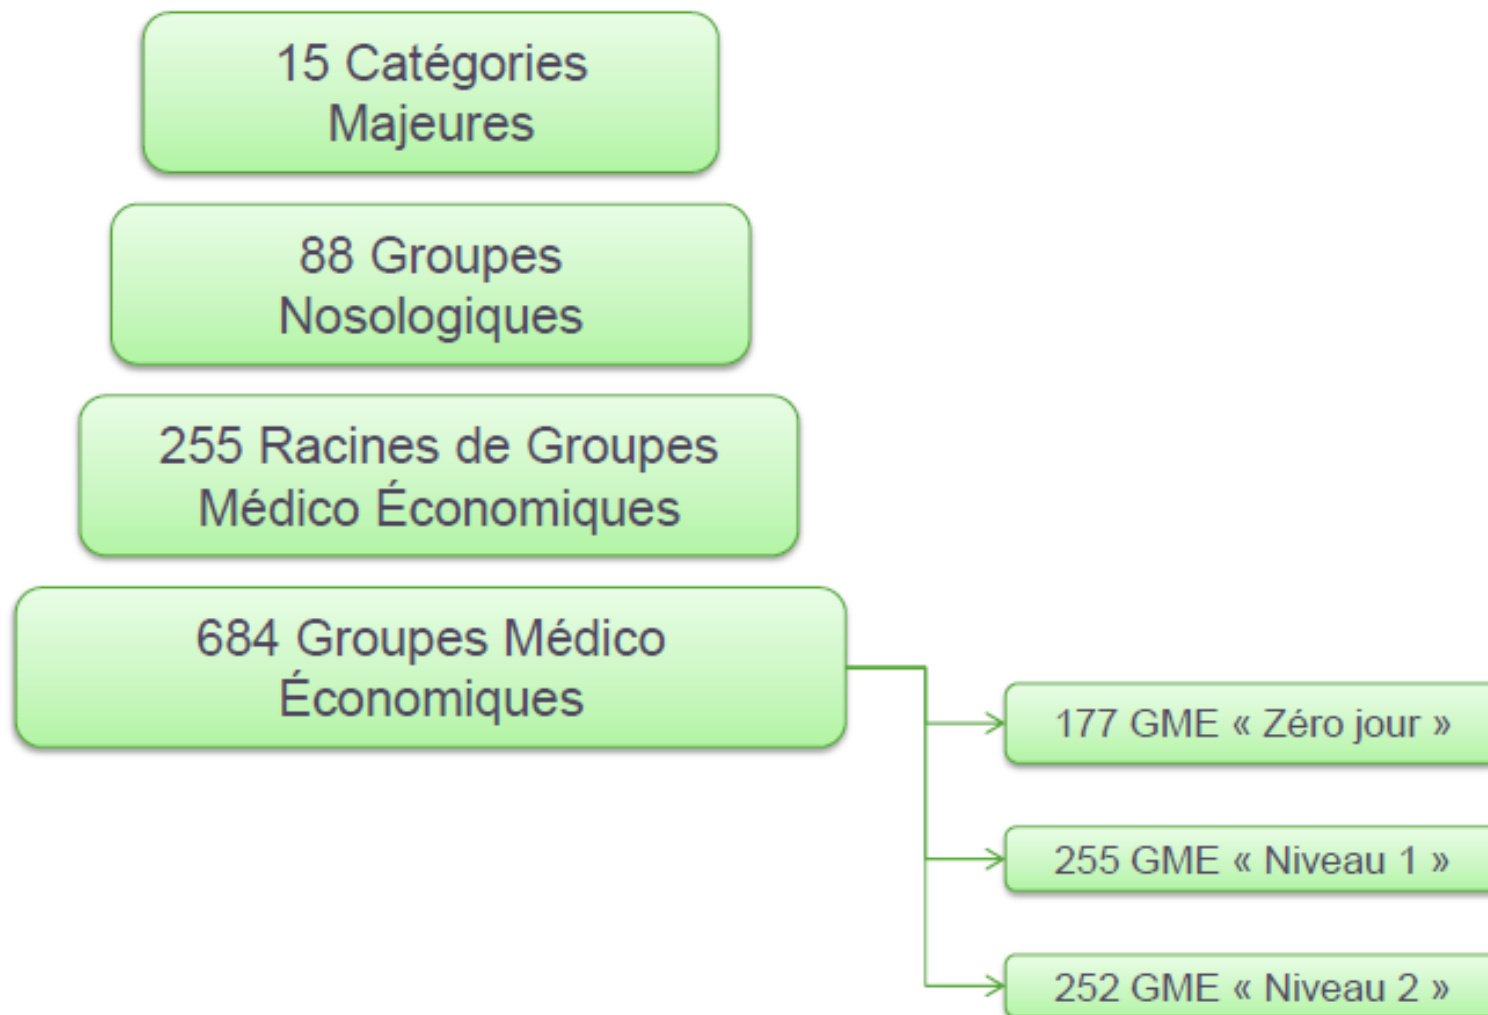 15 Catégories
Majeures
88 Groupes
Nosologiques
255 Racines de Groupes
Médico Économiques
684 Groupes Médico
Économiques
177 GME « Zéro jour »
255 GME « Niveau 1 »
252 GME « Niveau 2 »